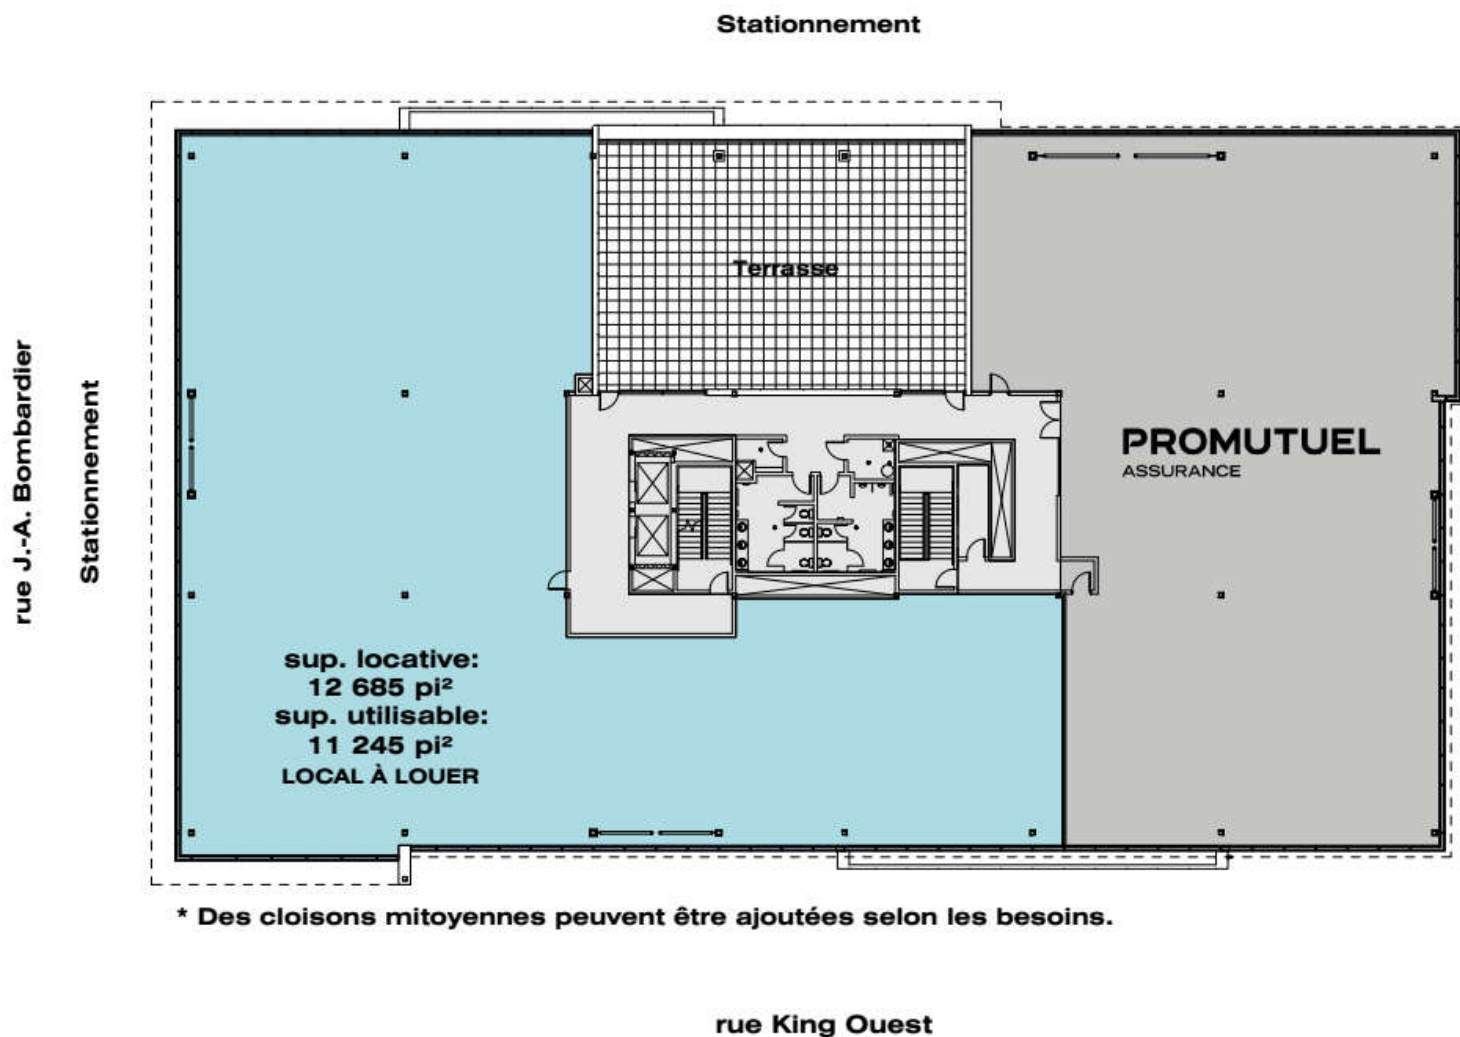 Stationnement
rue J.-A. Bombardier
Stationnement
Terrasse
PROMUTUEL
ASSURANCE
sup. locative:
12 685 pi²
sup. utilisable:
11 245 pi²
LOCAL À LOUER
* Des cloisons mitoyennes peuvent être ajoutées selon les besoins.
rue King Ouest